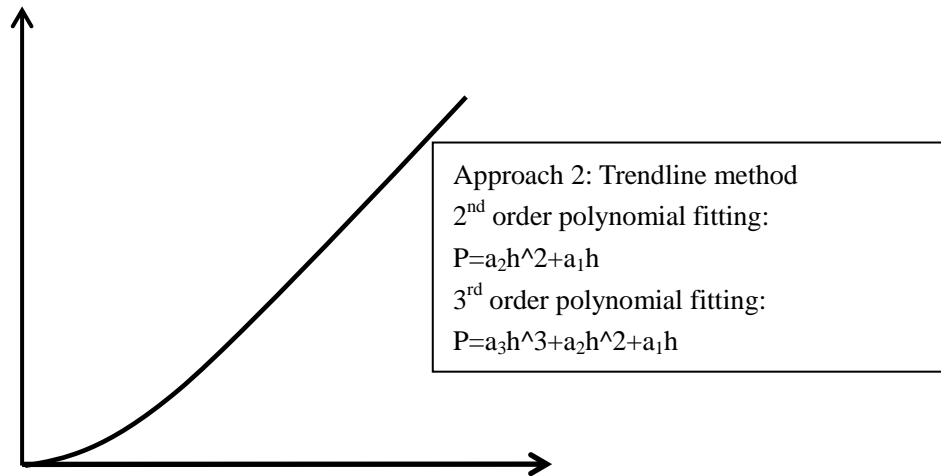 Approach 2: Trendline method
2nd order polynomial fitting:
P=a₂h^2+a₁h
3rd order polynomial fitting:
P=a₃h^3+a₂h^2+a₁h